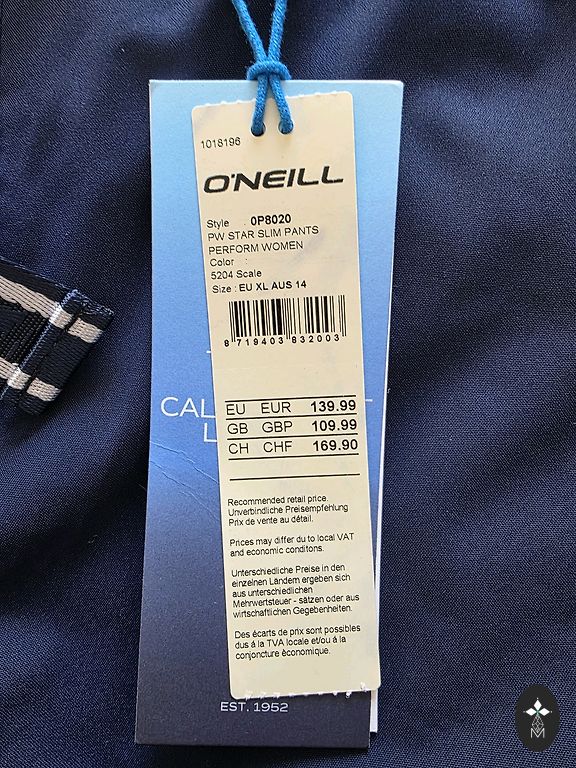 1018196
O'NEILL
Style 0P8020
PW STAR SLIM PANTS
PERFORM WOMEN
Color :
5204 Scale
Size : EU XL AUS 14
8 719403 832003
EU EUR 139.99
GB GBP 109.99
CH CHF 169.90
Recommended retail price.
Unverbindliche Preisempfehlung
Prix de vente au détail.
Prices may differ du to local VAT
and economic conditons.
Unterschiedliche Preise in den
einzelnen Ländern ergeben sich
aus unterschiedlichen
Mehrwertsteuer - sätzen oder aus
wirtschaftlichen Gegebenheiten.
Des écarts de prix sont possibles
dus á la TVA locale et/ou á la
conjoncture èconomique.
EST. 1952